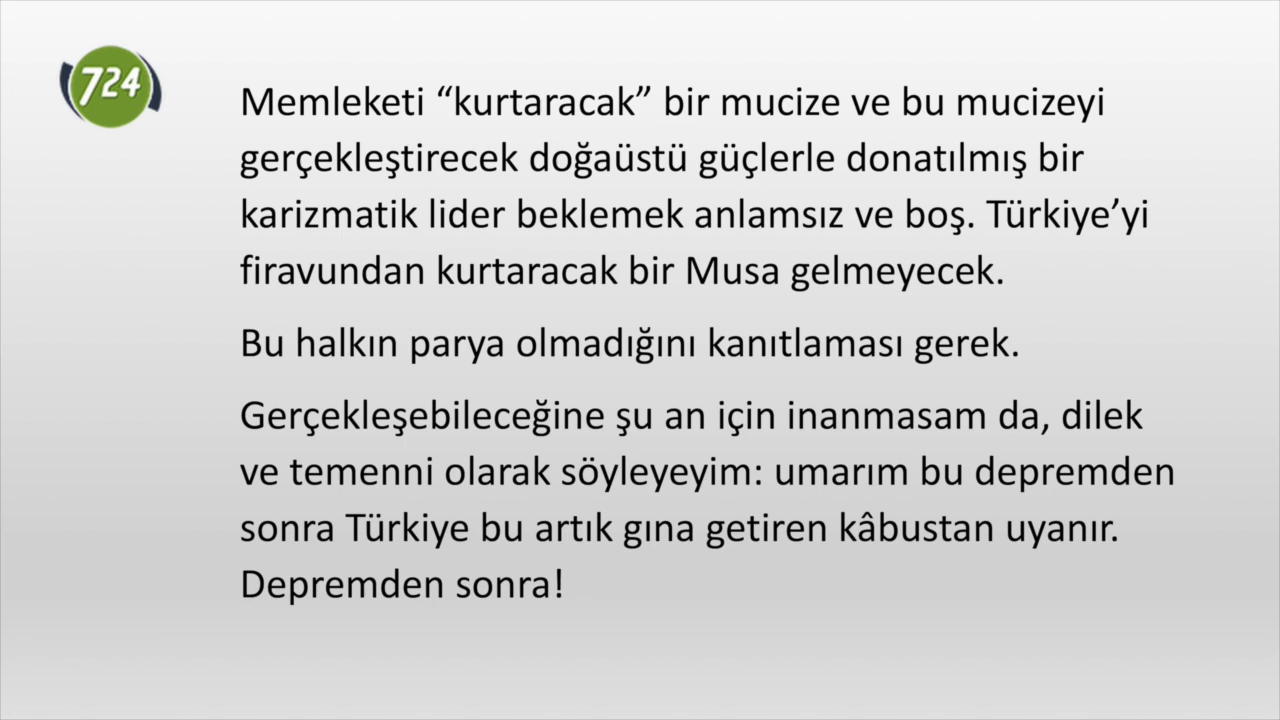 724
Memleketi “kurtaracak” bir mucize ve bu mucizeyi
gerçekleştirecek doğaüstü güçlerle donatılmış bir
karizmatik lider beklemek anlamsız ve boş. Türkiye’yi
firavundan kurtaracak bir Musa gelmeyecek.
Bu halkın parya olmadığını kanıtlaması gerek.
Gerçekleşebileceğine şu an için inanmasam da, dilek
ve temenni olarak söyleyeyim: umarım bu depremden
sonra Türkiye bu artık gına getiren kâbustan uyanır.
Depremden sonra!